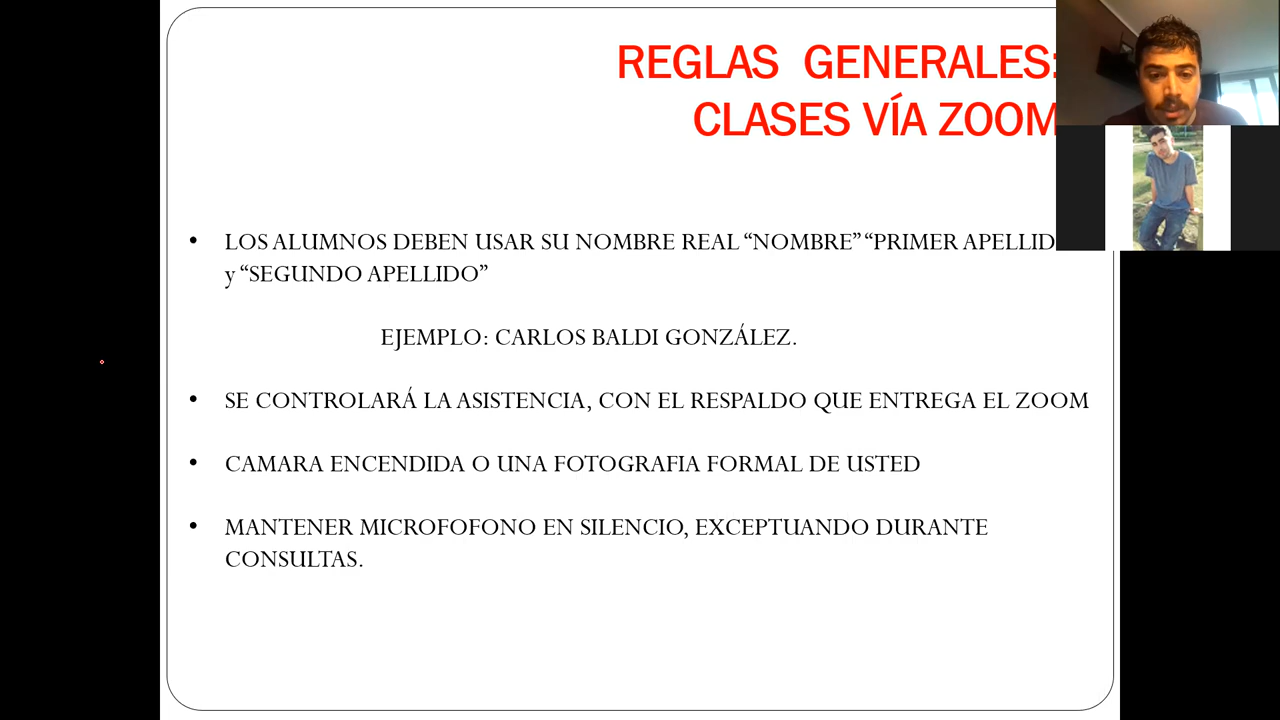 REGLAS GENERALES:
CLASES VÍA ZOOM
• LOS ALUMNOS DEBEN USAR SU NOMBRE REAL “NOMBRE” “PRIMER APELLID
y “SEGUNDO APELLIDO”
EJEMPLO: CARLOS BALDI GONZÁLEZ.
• SE CONTROLARÁ LA ASISTENCIA, CON EL RESPALDO QUE ENTREGA EL ZOOM
• CAMARA ENCENDIDA O UNA FOTOGRAFIA FORMAL DE USTED
• MANTENER MICROFOFONO EN SILENCIO, EXCEPTUANDO DURANTE
CONSULTAS.